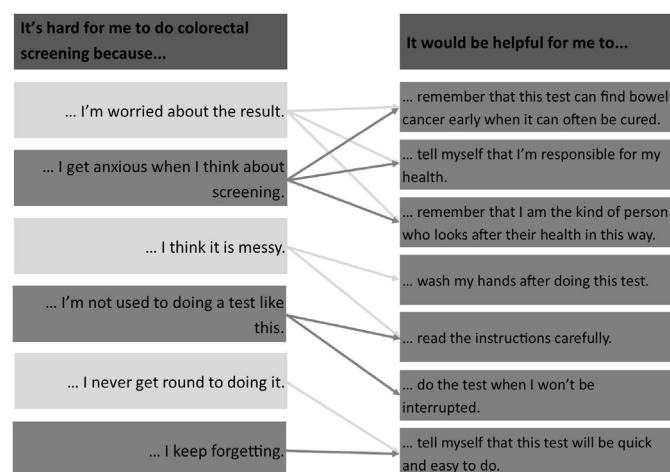 It's hard for me to do colorectal
screening because...
It would be helpful for me to...
... I'm worried about the result.
... I get anxious when I think about
screening.
... I think it is messy.
... I'm not used to doing a test like
this.
... I never get round to doing it.
... I keep forgetting.
... remember that this test can find bowel
cancer early when it can often be cured.
... tell myself that I'm responsible for my
health.
... remember that I am the kind of person
who looks after their health in this way.
... wash my hands after doing this test.
... read the instructions carefully.
... do the test when I won't be
interrupted.
... tell myself that this test will be quick
and easy to do.